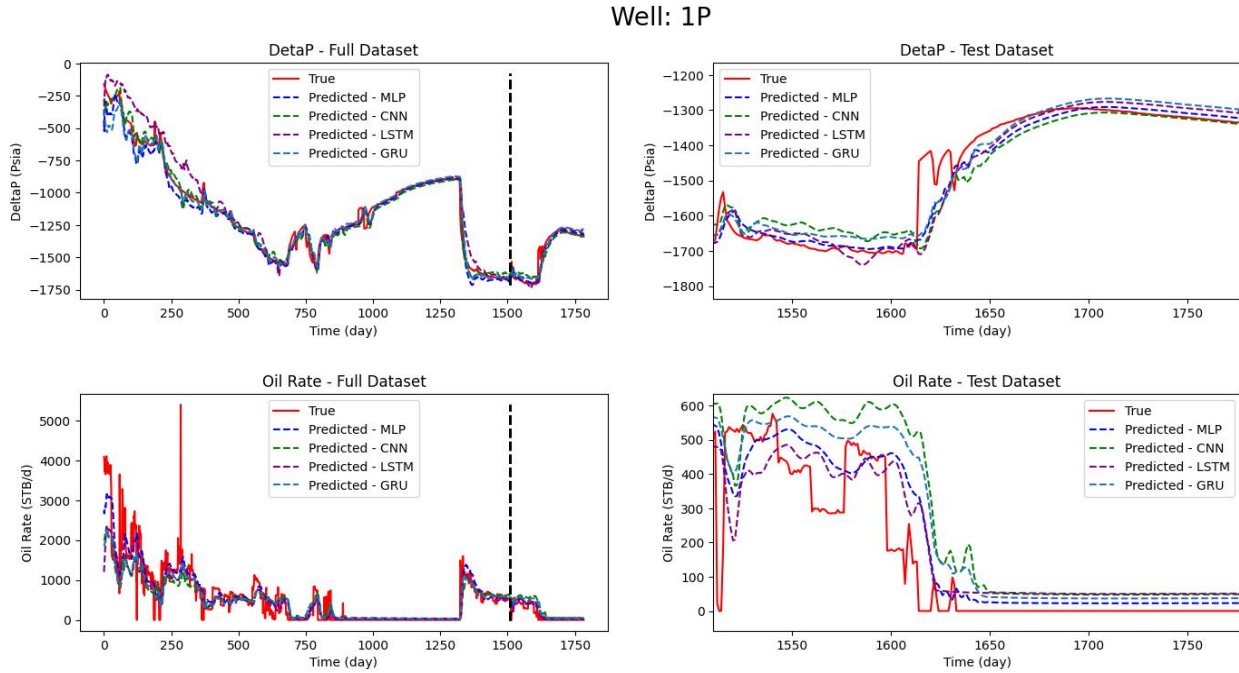 Well: 1P
DetaP - Full Dataset
DeltaP (Psia)
0
−250
−500
−750
−1000
−1250
−1500
−1750
True
Predicted - MLP
Predicted - CNN
Predicted - LSTM
Predicted - GRU
0 250 500 750 1000 1250 1500 1750
Time (day)
DetaP - Test Dataset
DeltaP (Psia)
−1200
−1300
−1400
−1500
−1600
−1700
−1800
True
Predicted - MLP
Predicted - CNN
Predicted - LSTM
Predicted - GRU
1550 1600 1650 1700 1750
Time (day)
Oil Rate - Full Dataset
Oil Rate (STB/d)
5000
4000
3000
2000
1000
0
True
Predicted - MLP
Predicted - CNN
Predicted - LSTM
Predicted - GRU
0 250 500 750 1000 1250 1500 1750
Time (day)
Oil Rate - Test Dataset
Oil Rate (STB/d)
600
500
400
300
200
100
0
True
Predicted - MLP
Predicted - CNN
Predicted - LSTM
Predicted - GRU
1550 1600 1650 1700 1750
Time (day)